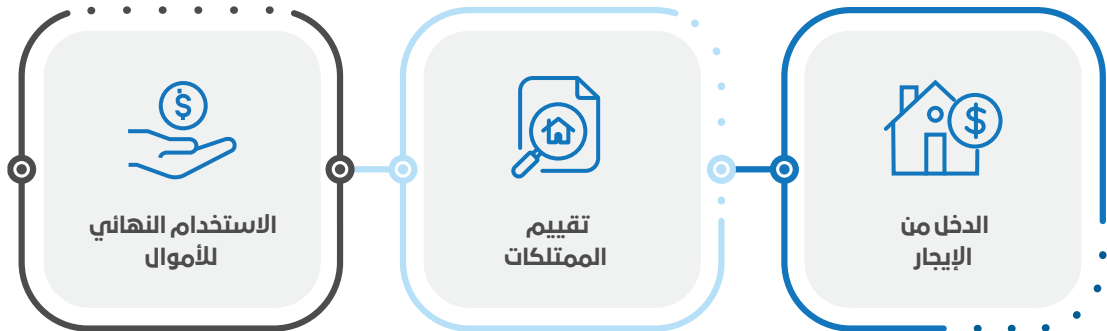 الدخل من
الإيجار
تقييم
الممتلكات
الاستخدام النهائي
للأموال